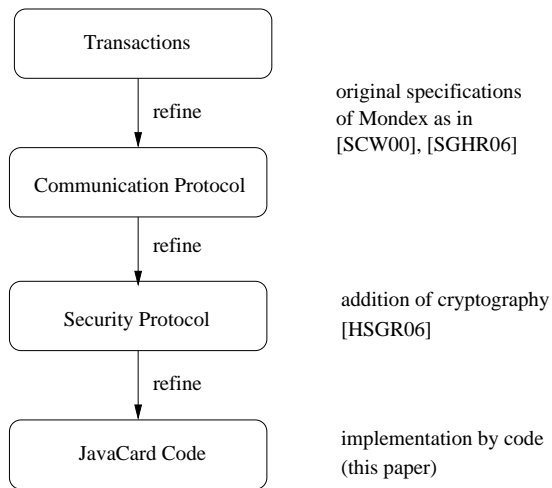 Transactions
refine
original specifications
of Mondex as in
[SCW00], [SGHR06]
Communication Protocol
refine
Security Protocol
addition of cryptography
[HSGR06]
refine
JavaCard Code
implementation by code
(this paper)